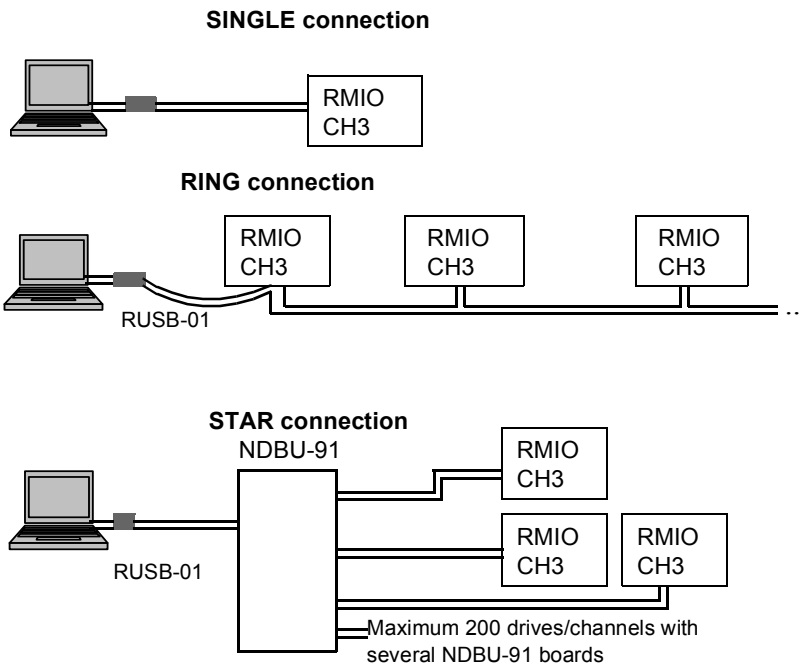 SINGLE connection
RMIO
CH3
RING connection
RMIO
CH3
RMIO
CH3
RMIO
CH3
RUSB-01
..
STAR connection
NDBU-91
RMIO
CH3
RMIO
CH3
RMIO
CH3
RUSB-01
Maximum 200 drives/channels with
several NDBU-91 boards